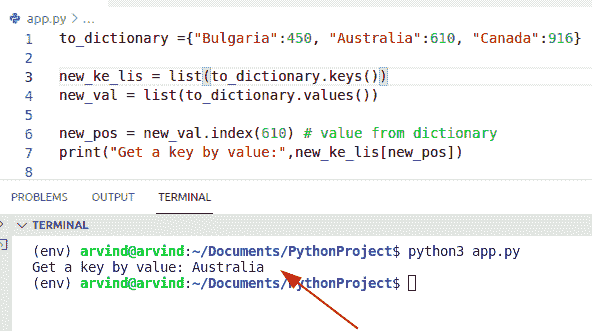 app.py > ...
1 to_dictionary ={"Bulgaria":450, "Australia":610, "Canada":916}
2
3 new_ke_lis = list(to_dictionary.keys())
4 new_val = list(to_dictionary.values())
5
6 new_pos = new_val.index(610) # value from dictionary
7 print("Get a key by value:",new_ke_lis[new_pos])
8
PROBLEMS OUTPUT TERMINAL
TERMINAL
(env) arvind@arvind:~/Documents/PythonProject$ python3 app.py
Get a key by value: Australia
(env) arvind@arvind:~/Documents/PythonProject$